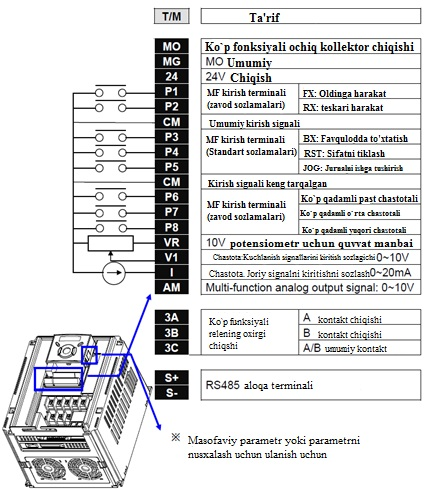 T/M Ta'rif
MO Ko`p fonksiyali ochiq kollektor chiqishi
MG MO Umumiy
24 24V Chiqish
P1 MF kirish terminali (zavod sozlamalari) FX: Oldinga harakat
P2 RX: teskari harakat
CM Umumiy kirish signali
P3 MF kirish terminali (Standart sozlamalari) BX: Favqulodda to'xtatish
P4 RST: Sifatni tiklash
P5 JOG: Jurnalni ishga tushirish
CM Kirish signali keng tarqalgan
P6 MF kirish terminali (zavod sozlamalari) Ko`p qadamli past chastotali
P7 Ko`p qadamli o`rta chastotali
P8 Ko`p qadamli yuqori chastotali
VR 10V potensiometr uchun quvvat manbai
V1 Chastota:Kuchlanish signallarini kiritish sozlagichi 0~10V
I Chastota. Joriy signalni kiritishni sozlash 0~20mA
AM Multi-function analog output signal: 0~10V
3A Ko`p funksiyali relening oxirgi chiqshi A kontakt chiqishi
3B B kontakt chiqishi
3C A/B umumiy kontakt
S+ RS485 aloqa terminali
S-
※ Masofaviy parametr yoki parametrni
nusxalash uchun ulanish uchun